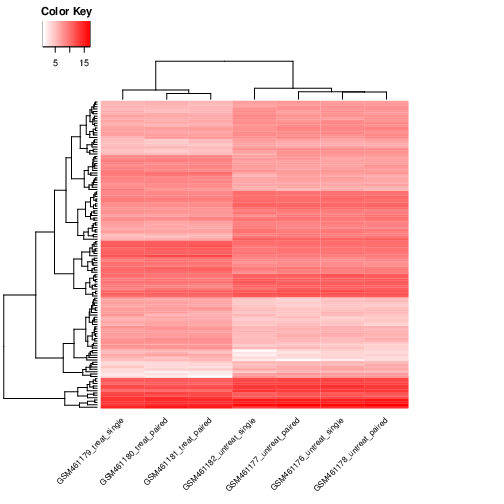 Color Key
5 15
GSM461179_treat_single
GSM461180_treat_paired
GSM461181_treat_paired
GSM461182_untreat_single
GSM461177_untreat_paired
GSM461176_untreat_single
GSM461178_untreat_paired